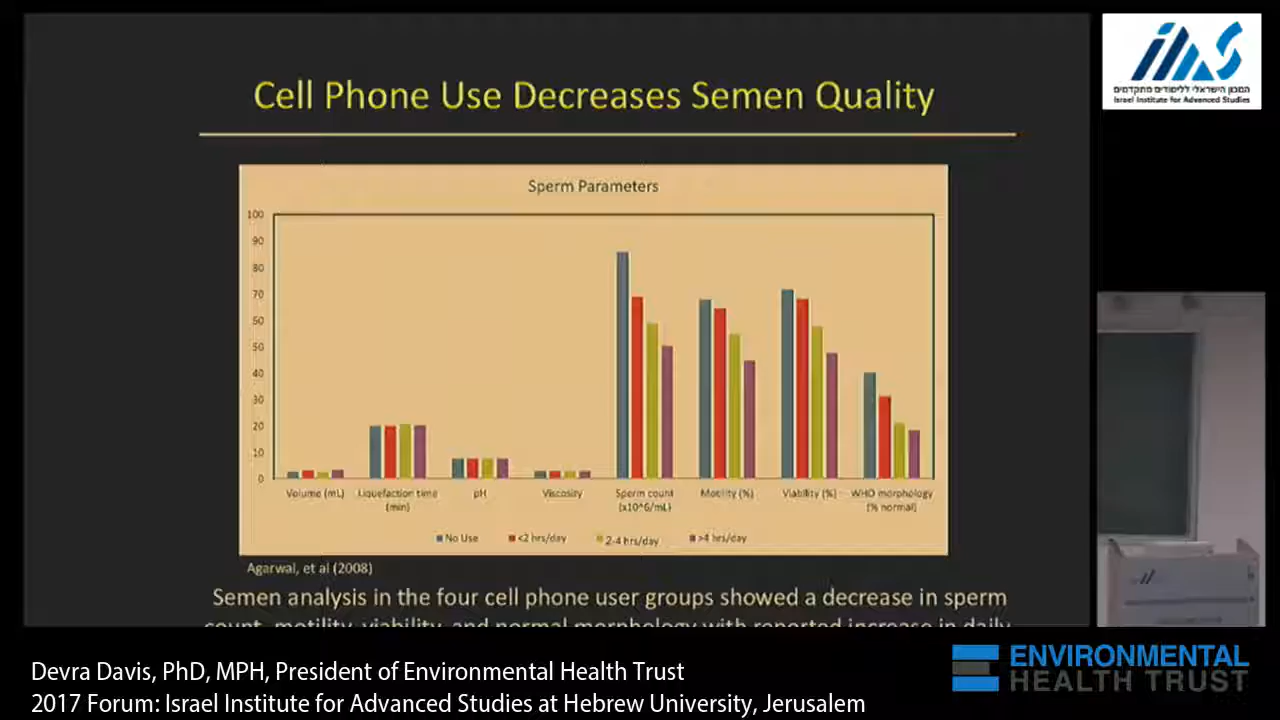 Cell Phone Use Decreases Semen Quality
המכון הישראלי ללימודים מתקדמים
Israel Institute for Advanced Studies
Sperm Parameters
100
90
80
70
60
50
40
30
20
10
0
Volume (mL)
Liquefaction time
(min)
pH
Viscosity
Sperm count
(x10^6/mL)
Motility (%)
Viability (%)
WHO morphology
(% normal)
No Use
<2 hrs/day
2-4 hrs/day
>4 hrs/day
Agarwal, et al (2008)
Semen analysis in the four cell phone user groups showed a decrease in sperm
count, motility, viability, and normal morphology with reported increase in daily
Devra Davis, PhD, MPH, President of Environmental Health Trust
2017 Forum: Israel Institute for Advanced Studies at Hebrew University, Jerusalem
ENVIRONMENTAL
HEALTH TRUST